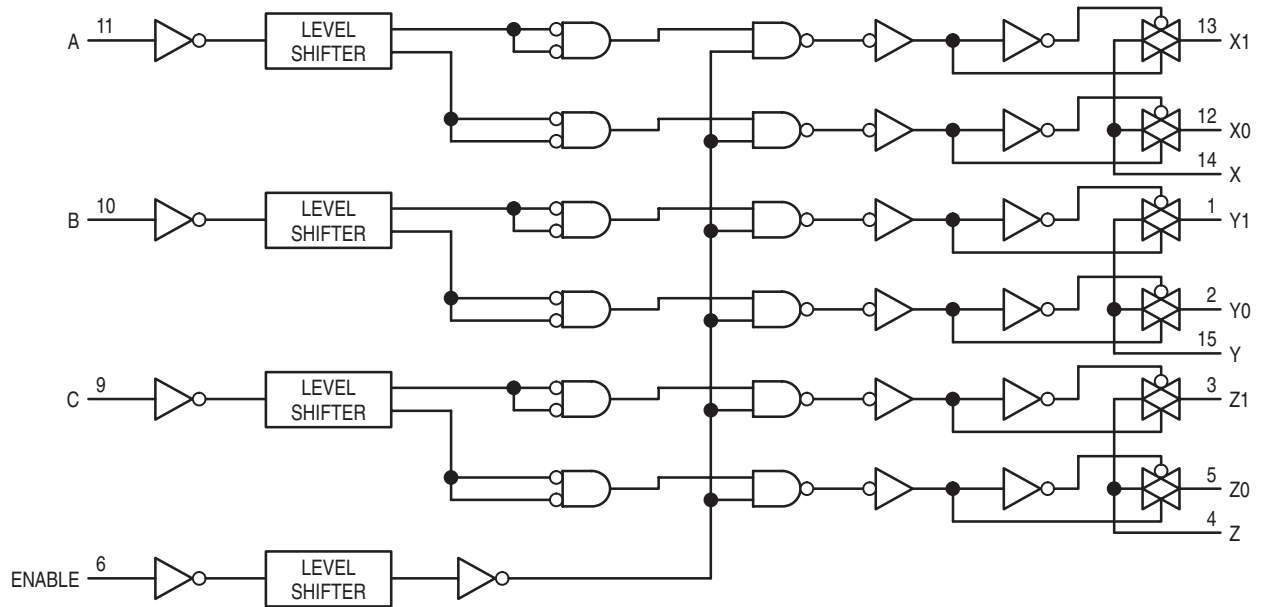 A 11 LEVEL SHIFTER 13 X1
12 X0
14 X
B 10 LEVEL SHIFTER 1 Y1
2 Y0
15 Y
C 9 LEVEL SHIFTER 3 Z1
5 Z0
4 Z
ENABLE 6 LEVEL SHIFTER